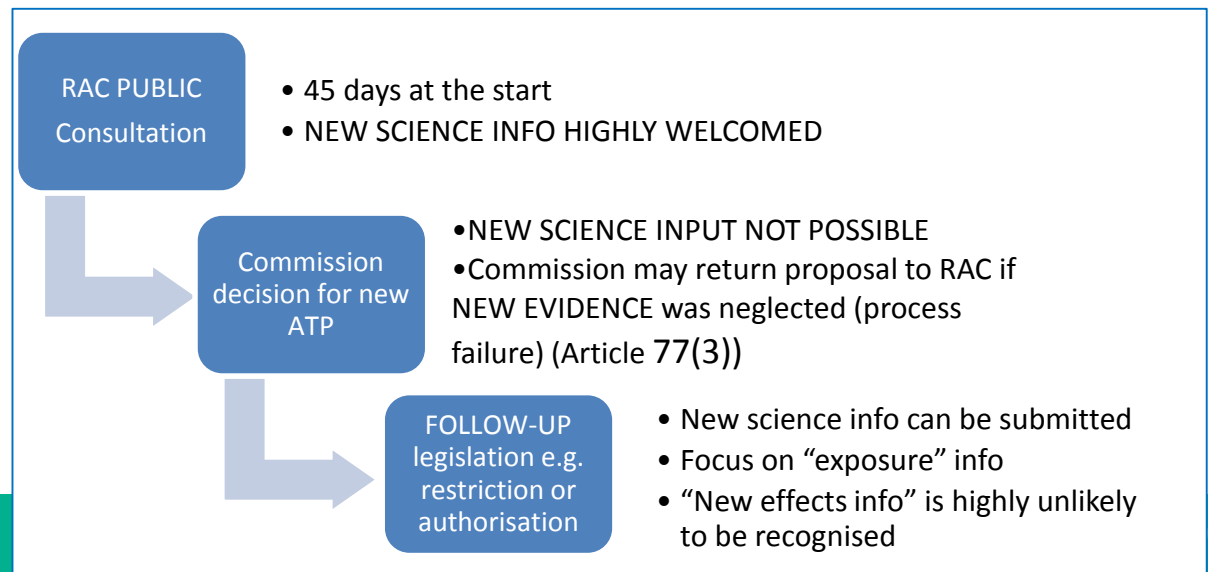 RAC PUBLIC
Consultation
• 45 days at the start
• NEW SCIENCE INFO HIGHLY WELCOMED
Commission
decision for new
ATP
•NEW SCIENCE INPUT NOT POSSIBLE
•Commission may return proposal to RAC if
NEW EVIDENCE was neglected (process
failure) (Article 77(3))
FOLLOW-UP
legislation e.g.
restriction or
authorisation
• New science info can be submitted
• Focus on “exposure” info
• “New effects info” is highly unlikely
to be recognised